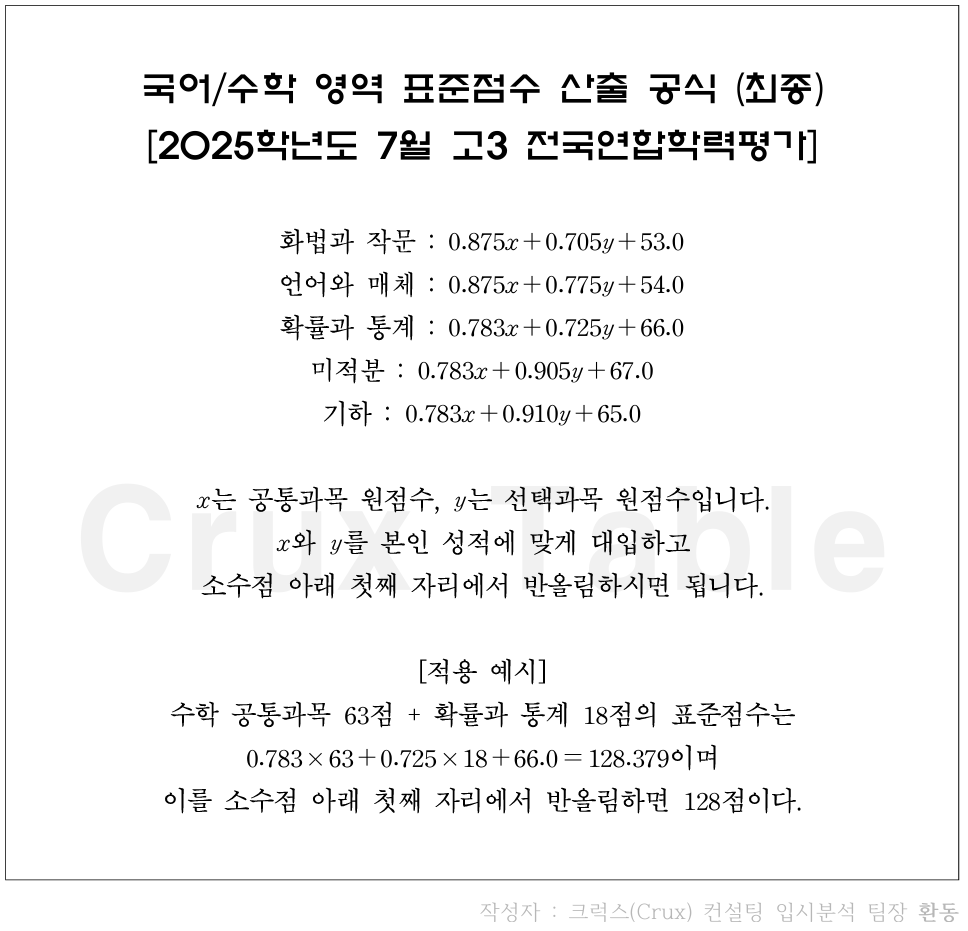 국어/수학 영역 표준점수 산출 공식 (최종)
[2025학년도 7월 고3 전국연합학력평가]
화법과 작문 : 0.875x+0.705y+53.0
언어와 매체 : 0.875x+0.775y+54.0
확률과 통계 : 0.783x+0.725y+66.0
미적분 : 0.783x+0.905y+67.0
기하 : 0.783x+0.910y+65.0
Crux Table
x는 공통과목 원점수, y는 선택과목 원점수입니다.
x와 y를 본인 성적에 맞게 대입하고
소수점 아래 첫째 자리에서 반올림하시면 됩니다.
[적용 예시]
수학 공통과목 63점 + 확률과 통계 18점의 표준점수는
0.783×63+0.725×18+66.0=128.379이며
이를 소수점 아래 첫째 자리에서 반올림하면 128점이다.
작성자 : 크럭스(Crux) 컨설팅 입시분석 팀장 환동